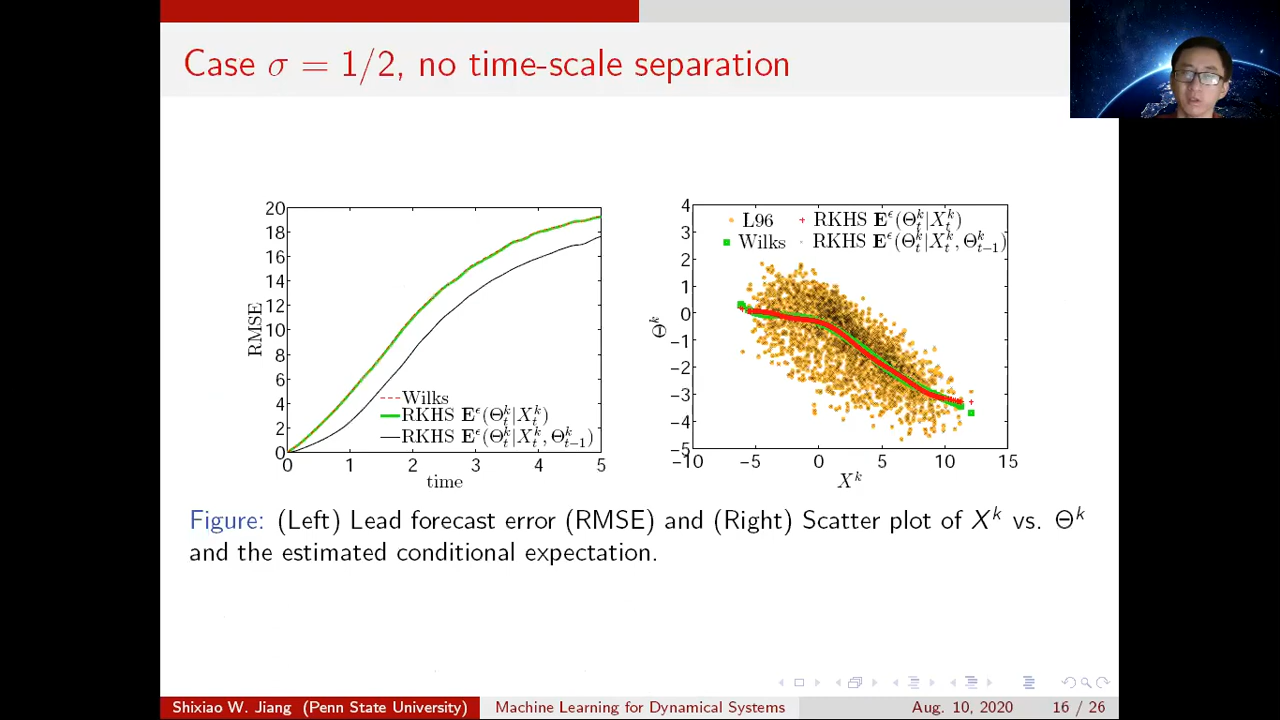 Case σ = 1/2, no time-scale separation
20
18
16
14
12
10
8
6
4
2
0
RMSE
Wilks
RKHS E^ϵ(Θ_t^k|X_t^k)
RKHS E^ϵ(Θ_t^k|X_t^k, Θ_{t−1}^k)
0 1 2 3 4 5
time
4
3
2
1
0
−1
−2
−3
−4
−5
Θ^k
L96 RKHS E^ϵ(Θ_t^k|X_t^k)
Wilks RKHS E^ϵ(Θ_t^k|X_t^k, Θ_{t−1}^k)
−10 −5 0 5 10 15
X^k
Figure: (Left) Lead forecast error (RMSE) and (Right) Scatter plot of X^k vs. Θ^k
and the estimated conditional expectation.
Shixiao W. Jiang (Penn State University) Machine Learning for Dynamical Systems Aug. 10, 2020 16 / 26